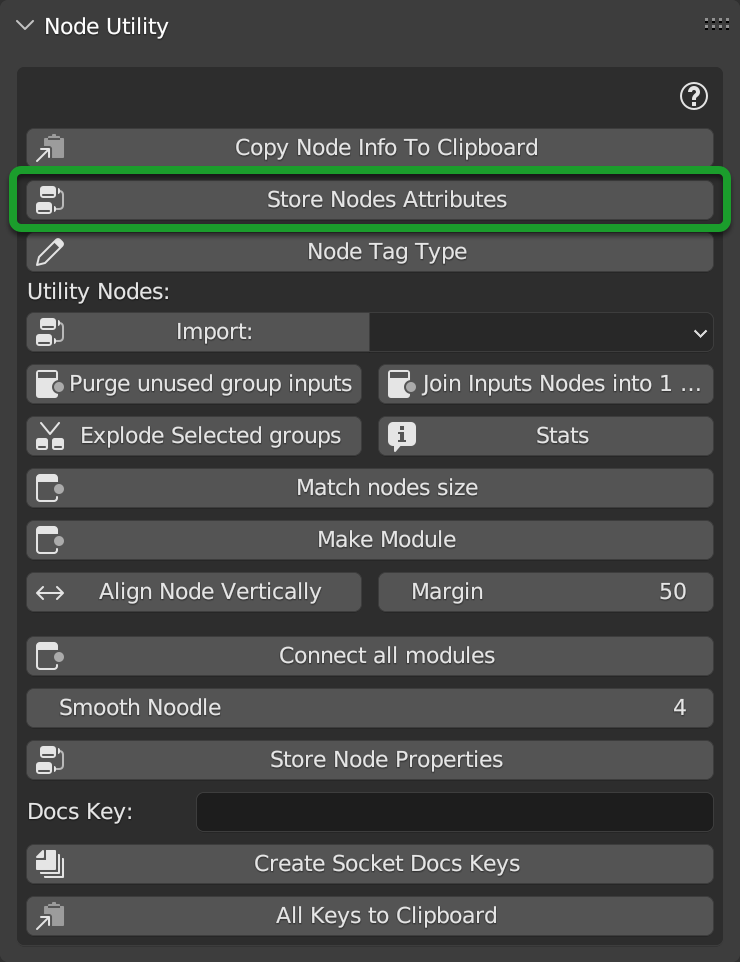 Node Utility
Copy Node Info To Clipboard
Store Nodes Attributes
Node Tag Type
Utility Nodes:
Import:
Purge unused group inputs
Join Inputs Nodes into 1 ...
Explode Selected groups
Stats
Match nodes size
Make Module
Align Node Vertically
Margin 50
Connect all modules
Smooth Noodle 4
Store Node Properties
Docs Key:
Create Socket Docs Keys
All Keys to Clipboard